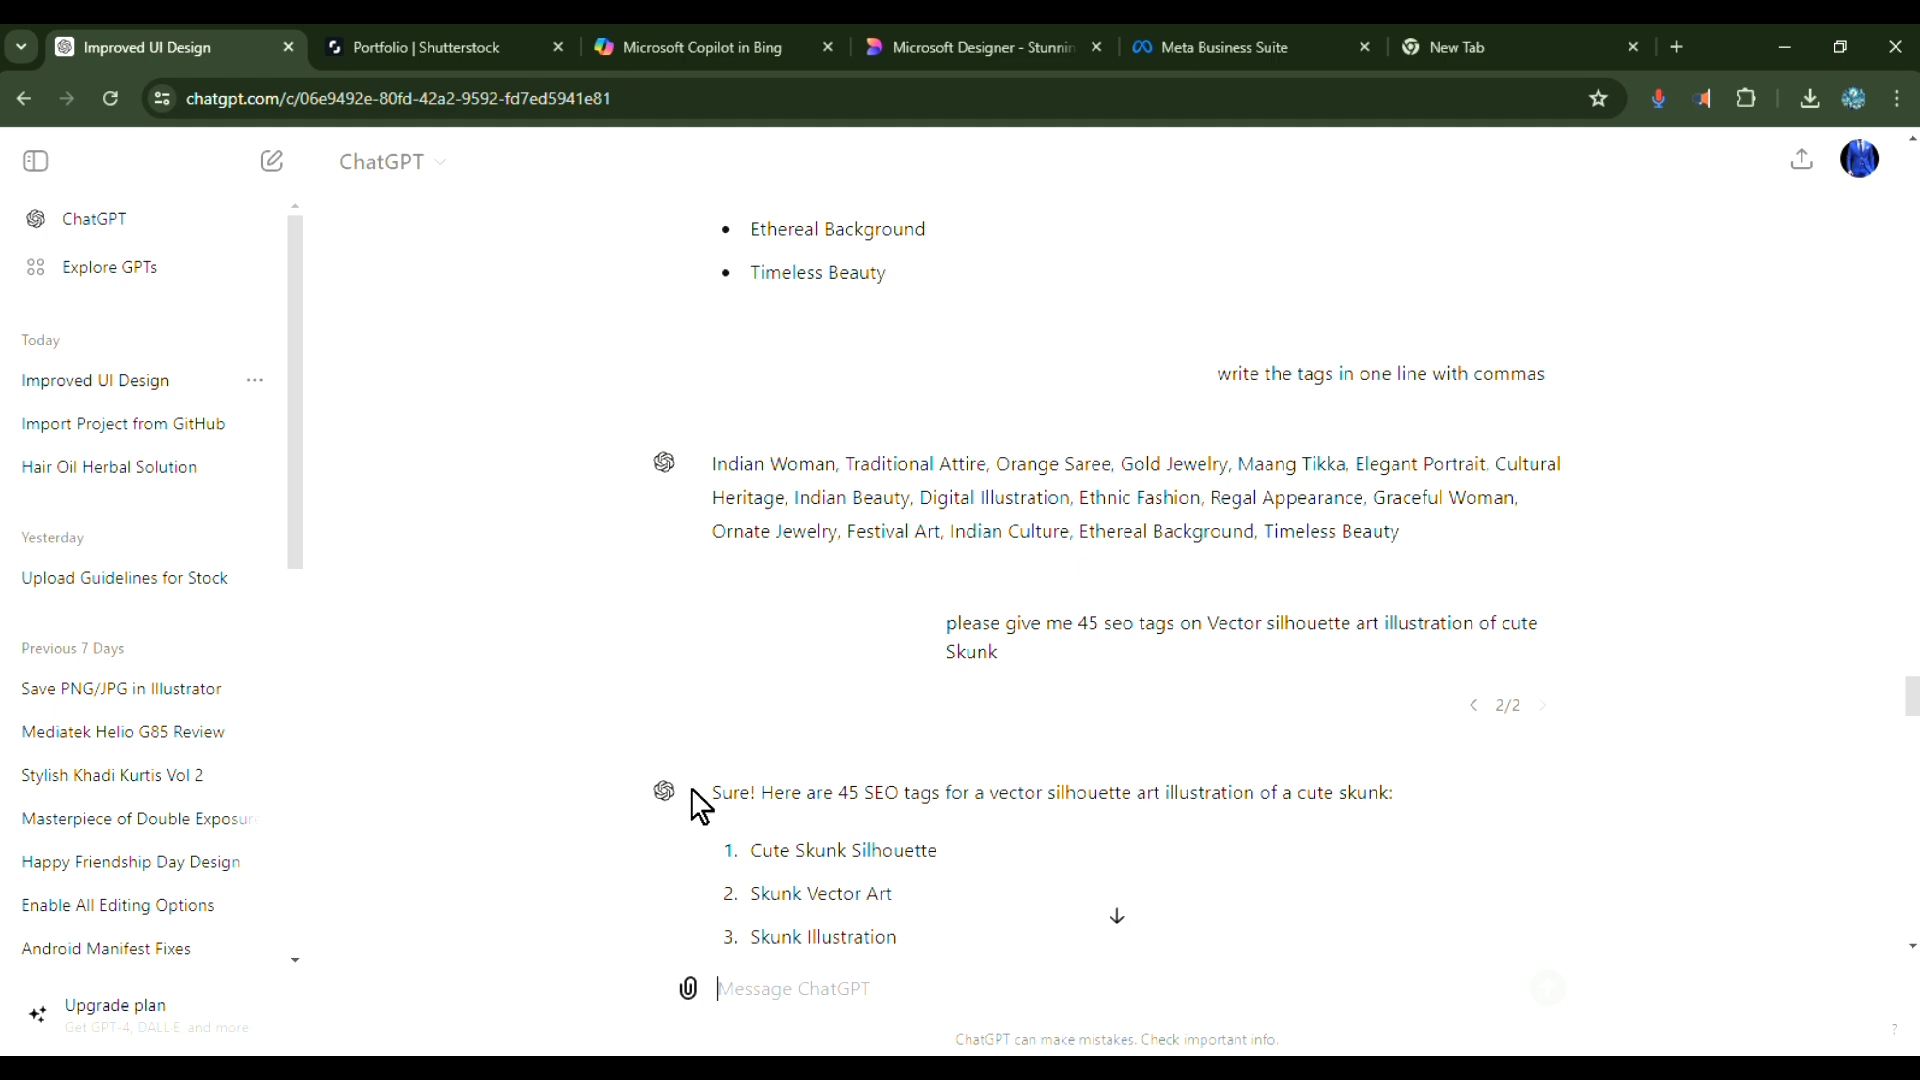 Improved UI Design
Portfolio | Shutterstock
Microsoft Copilot in Bing
Microsoft Designer - Stunnin
Meta Business Suite
New Tab
chatgpt.com/c/06e9492e-80fd-42a2-9592-fd7ed5941e81
ChatGPT
ChatGPT
Explore GPTs
Today
Improved UI Design
Import Project from GitHub
Hair Oil Herbal Solution
Yesterday
Upload Guidelines for Stock
Previous 7 Days
Save PNG/JPG in Illustrator
Mediatek Helio G85 Review
Stylish Khadi Kurtis Vol 2
Masterpiece of Double Exposur
Happy Friendship Day Design
Enable All Editing Options
Android Manifest Fixes
Upgrade plan
Get GPT-4, DALL·E, and more
• Ethereal Background
• Timeless Beauty
write the tags in one line with commas
Indian Woman, Traditional Attire, Orange Saree, Gold Jewelry, Maang Tikka, Elegant Portrait, Cultural
Heritage, Indian Beauty, Digital Illustration, Ethnic Fashion, Regal Appearance, Graceful Woman,
Ornate Jewelry, Festival Art, Indian Culture, Ethereal Background, Timeless Beauty
please give me 45 seo tags on Vector silhouette art illustration of cute
Skunk
2/2
Sure! Here are 45 SEO tags for a vector silhouette art illustration of a cute skunk:
1. Cute Skunk Silhouette
2. Skunk Vector Art
3. Skunk Illustration
Message ChatGPT
ChatGPT can make mistakes. Check important info.
?